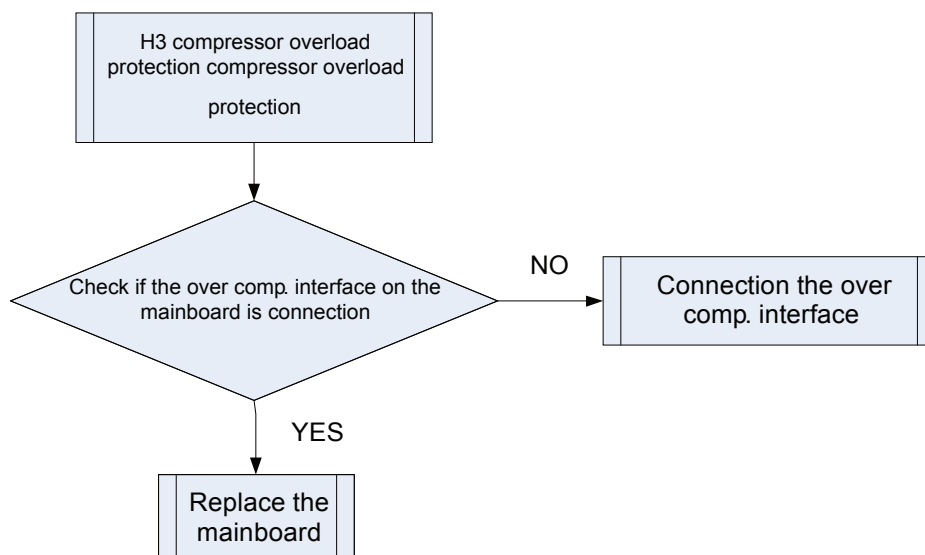 H3 compressor overload
protection compressor overload
protection
Check if the over comp. interface on the
mainboard is connection
NO
Connection the over
comp. interface
YES
Replace the
mainboard